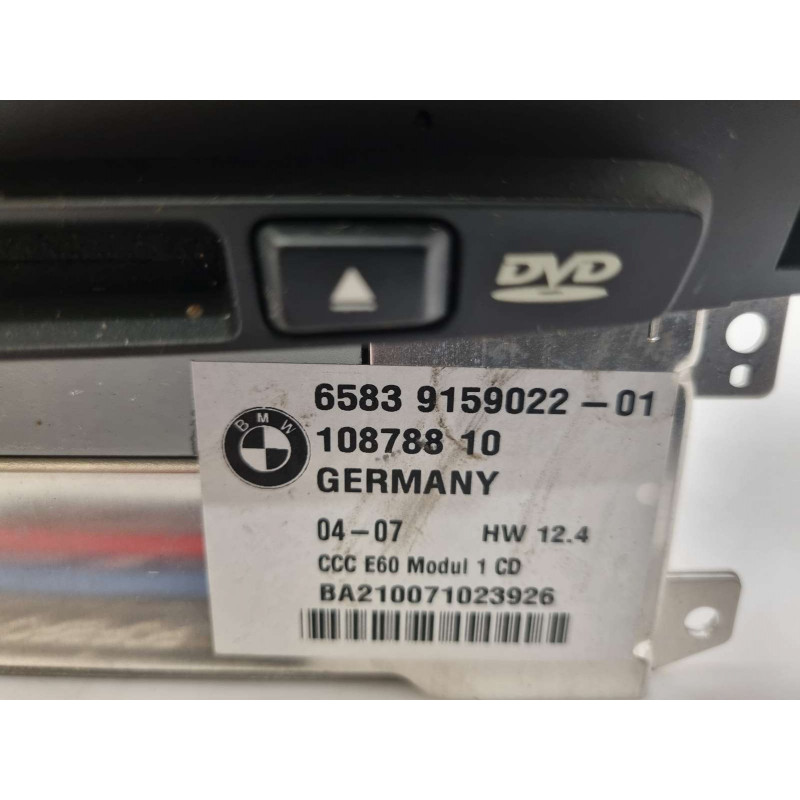 DVD
6583 9159022-01
BMW
108788 10
GERMANY
04-07 HW 12.4
CCC E60 Modul 1 CD
BA210071023926